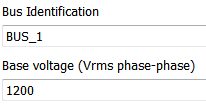 Bus Identification
BUS_1
Base voltage (Vrms phase-phase)
1200